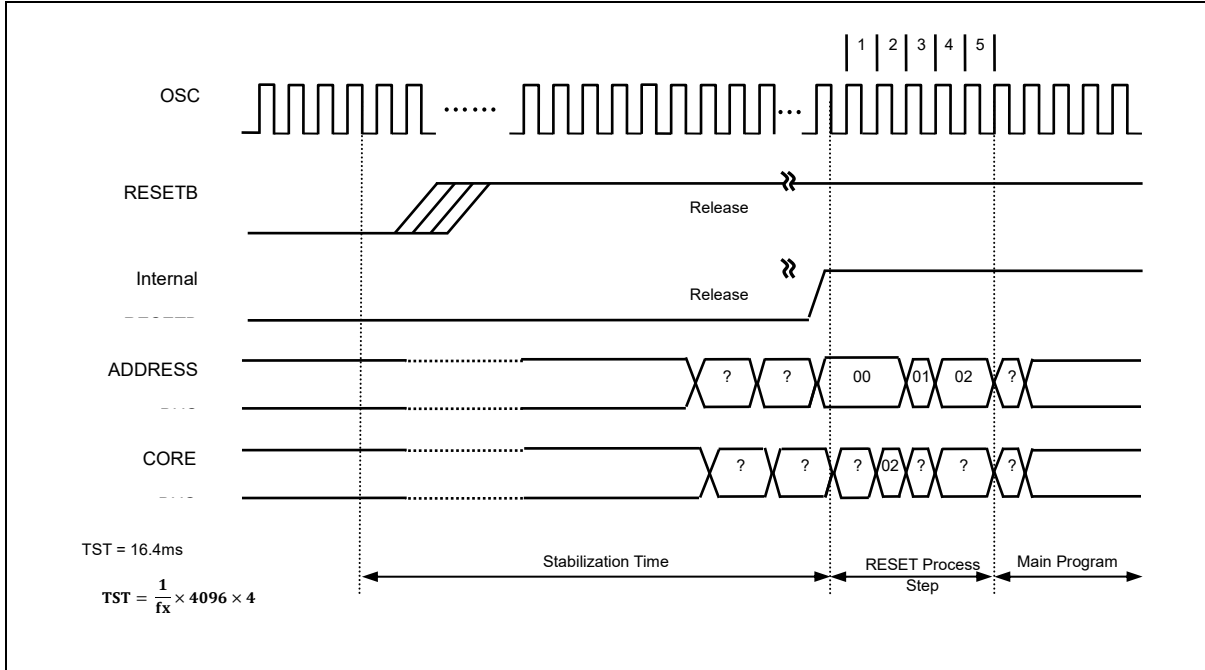 1 2 3 4 5
OSC
......
...
RESETB
Release
Internal
Release
ADDRESS
? ? 00 01 02 ?
CORE
? ? ? 02 ? ? ?
TST = 16.4ms
Stabilization Time
RESET Process
Step
Main Program
TST = 1/fx × 4096 × 4